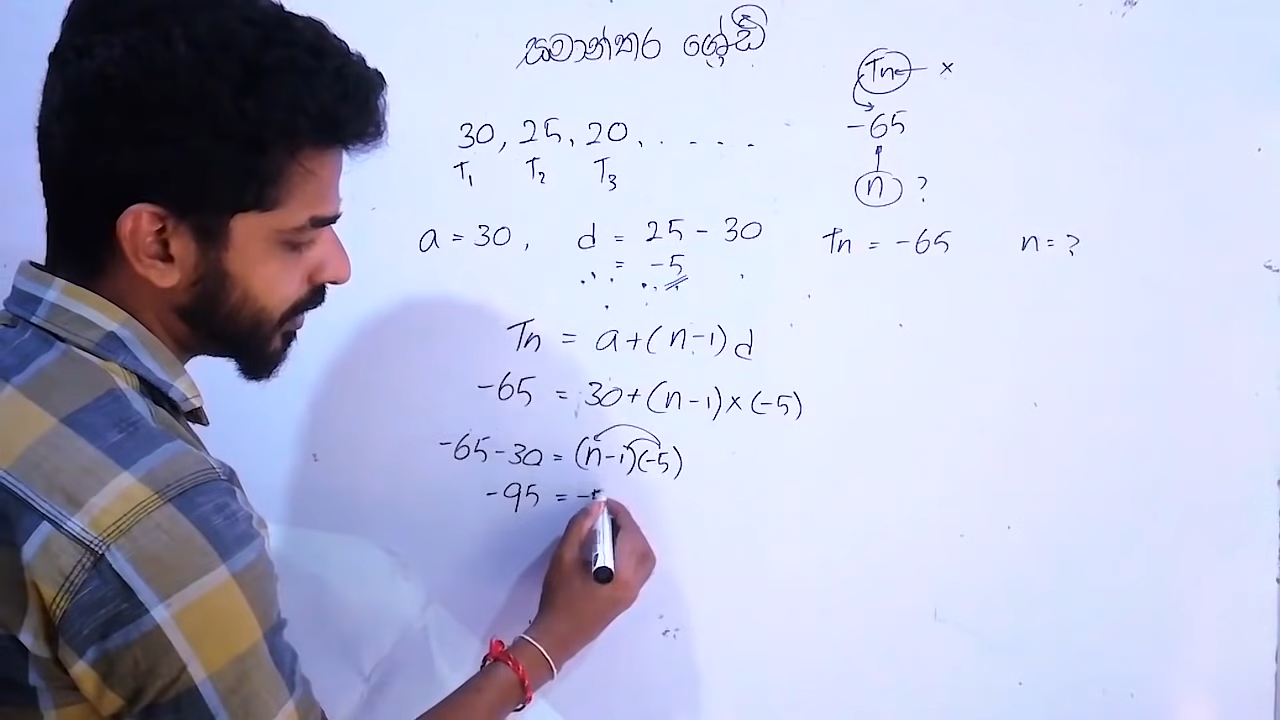 සමාන්තර ශ්‍රේඪි
Tn ×
-65
n ?
30, 25, 20, . . . .
T₁ T₂ T₃
a = 30, d = 25 - 30
= -5
Tn = -65 n = ?
Tn = a + (n-1) d
-65 = 30 + (n-1) × (-5)
-65-30 = (n-1)(-5)
-95 = -5